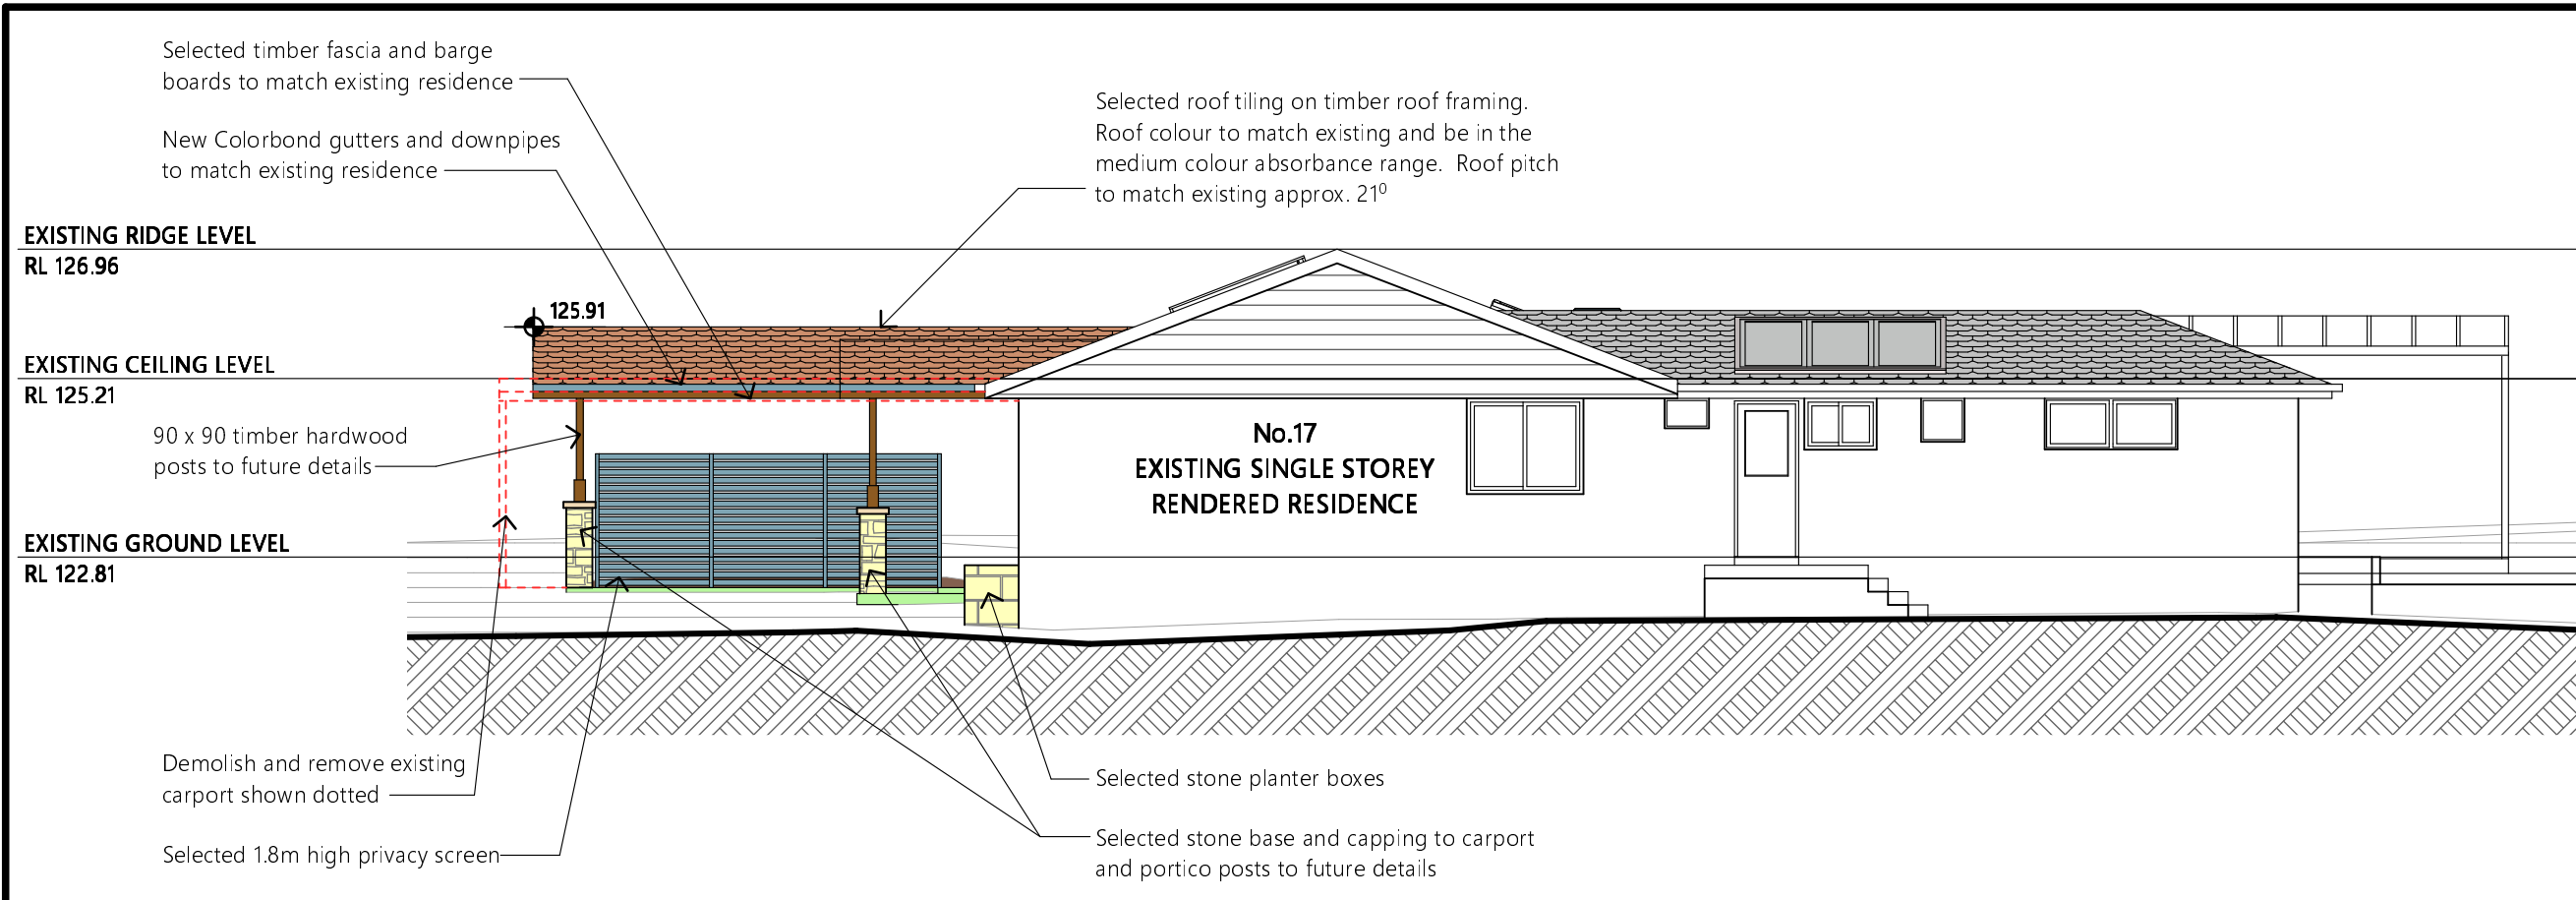 Selected timber fascia and barge
boards to match existing residence
New Colorbond gutters and downpipes
to match existing residence
Selected roof tiling on timber roof framing.
Roof colour to match existing and be in the
medium colour absorbance range. Roof pitch
to match existing approx. 21⁰
EXISTING RIDGE LEVEL
RL 126.96
125.91
EXISTING CEILING LEVEL
RL 125.21
90 x 90 timber hardwood
posts to future details
No.17
EXISTING SINGLE STOREY
RENDERED RESIDENCE
EXISTING GROUND LEVEL
RL 122.81
Demolish and remove existing
carport shown dotted
Selected 1.8m high privacy screen
Selected stone planter boxes
Selected stone base and capping to carport
and portico posts to future details